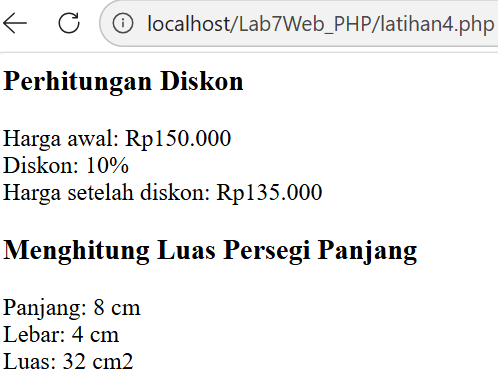 localhost/Lab7Web_PHP/latihan4.php
Perhitungan Diskon
Harga awal: Rp150.000
Diskon: 10%
Harga setelah diskon: Rp135.000
Menghitung Luas Persegi Panjang
Panjang: 8 cm
Lebar: 4 cm
Luas: 32 cm2